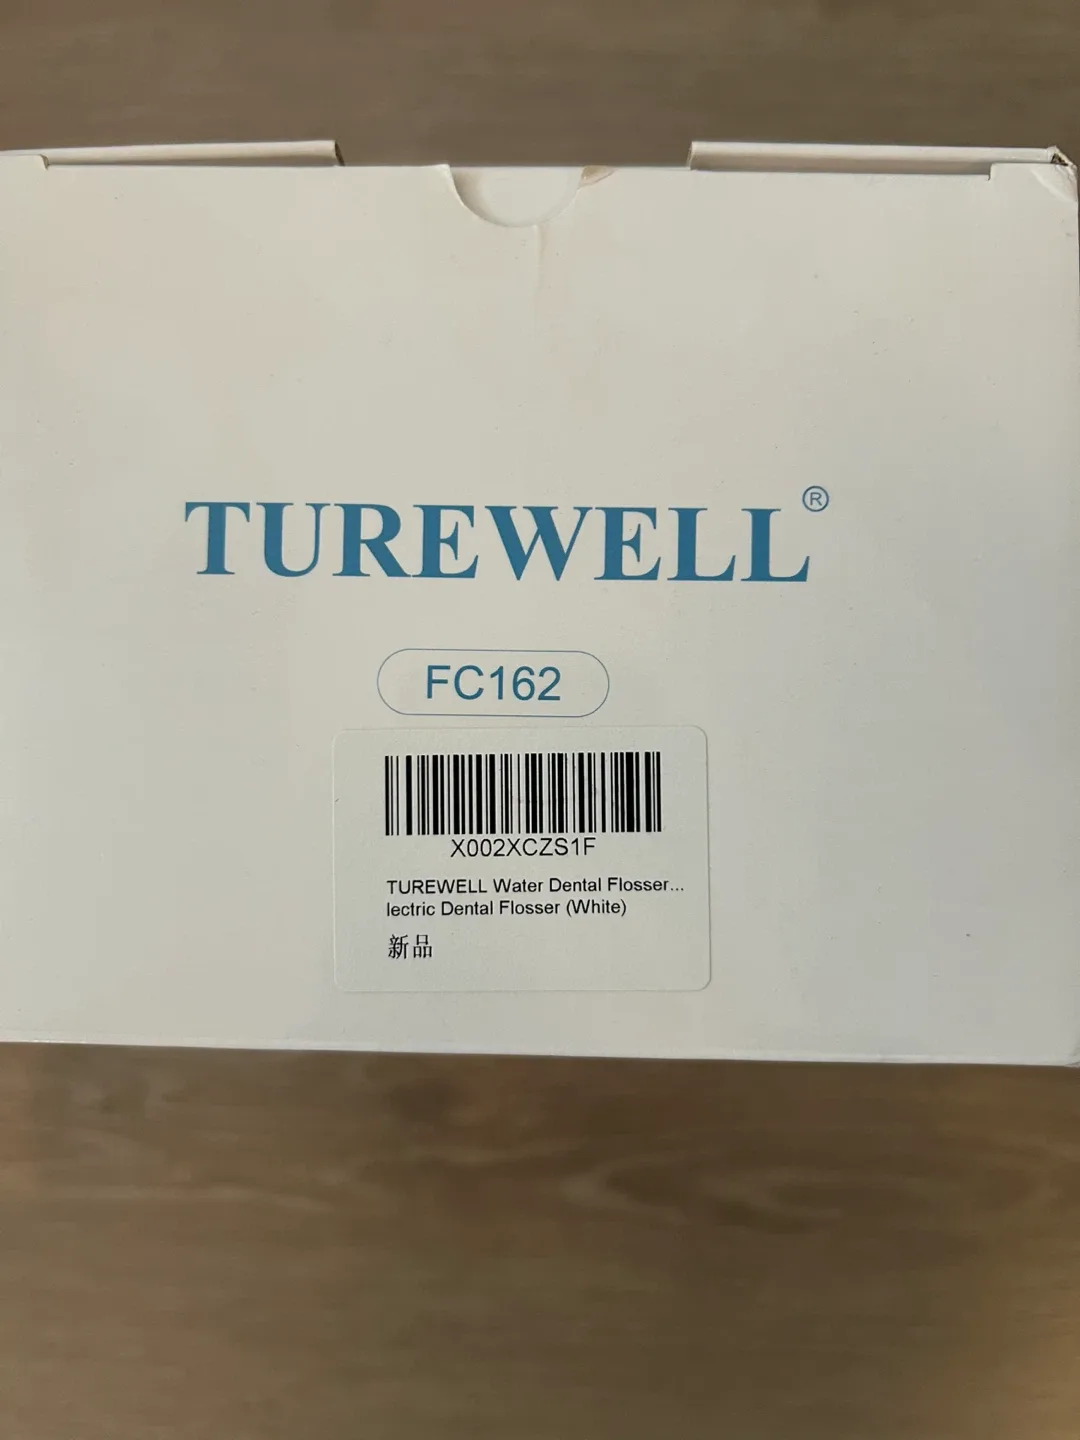 TUREWELL®
FC162
X002XCZS1F
TUREWELL Water Dental Flosser...
lectric Dental Flosser (White)
新品